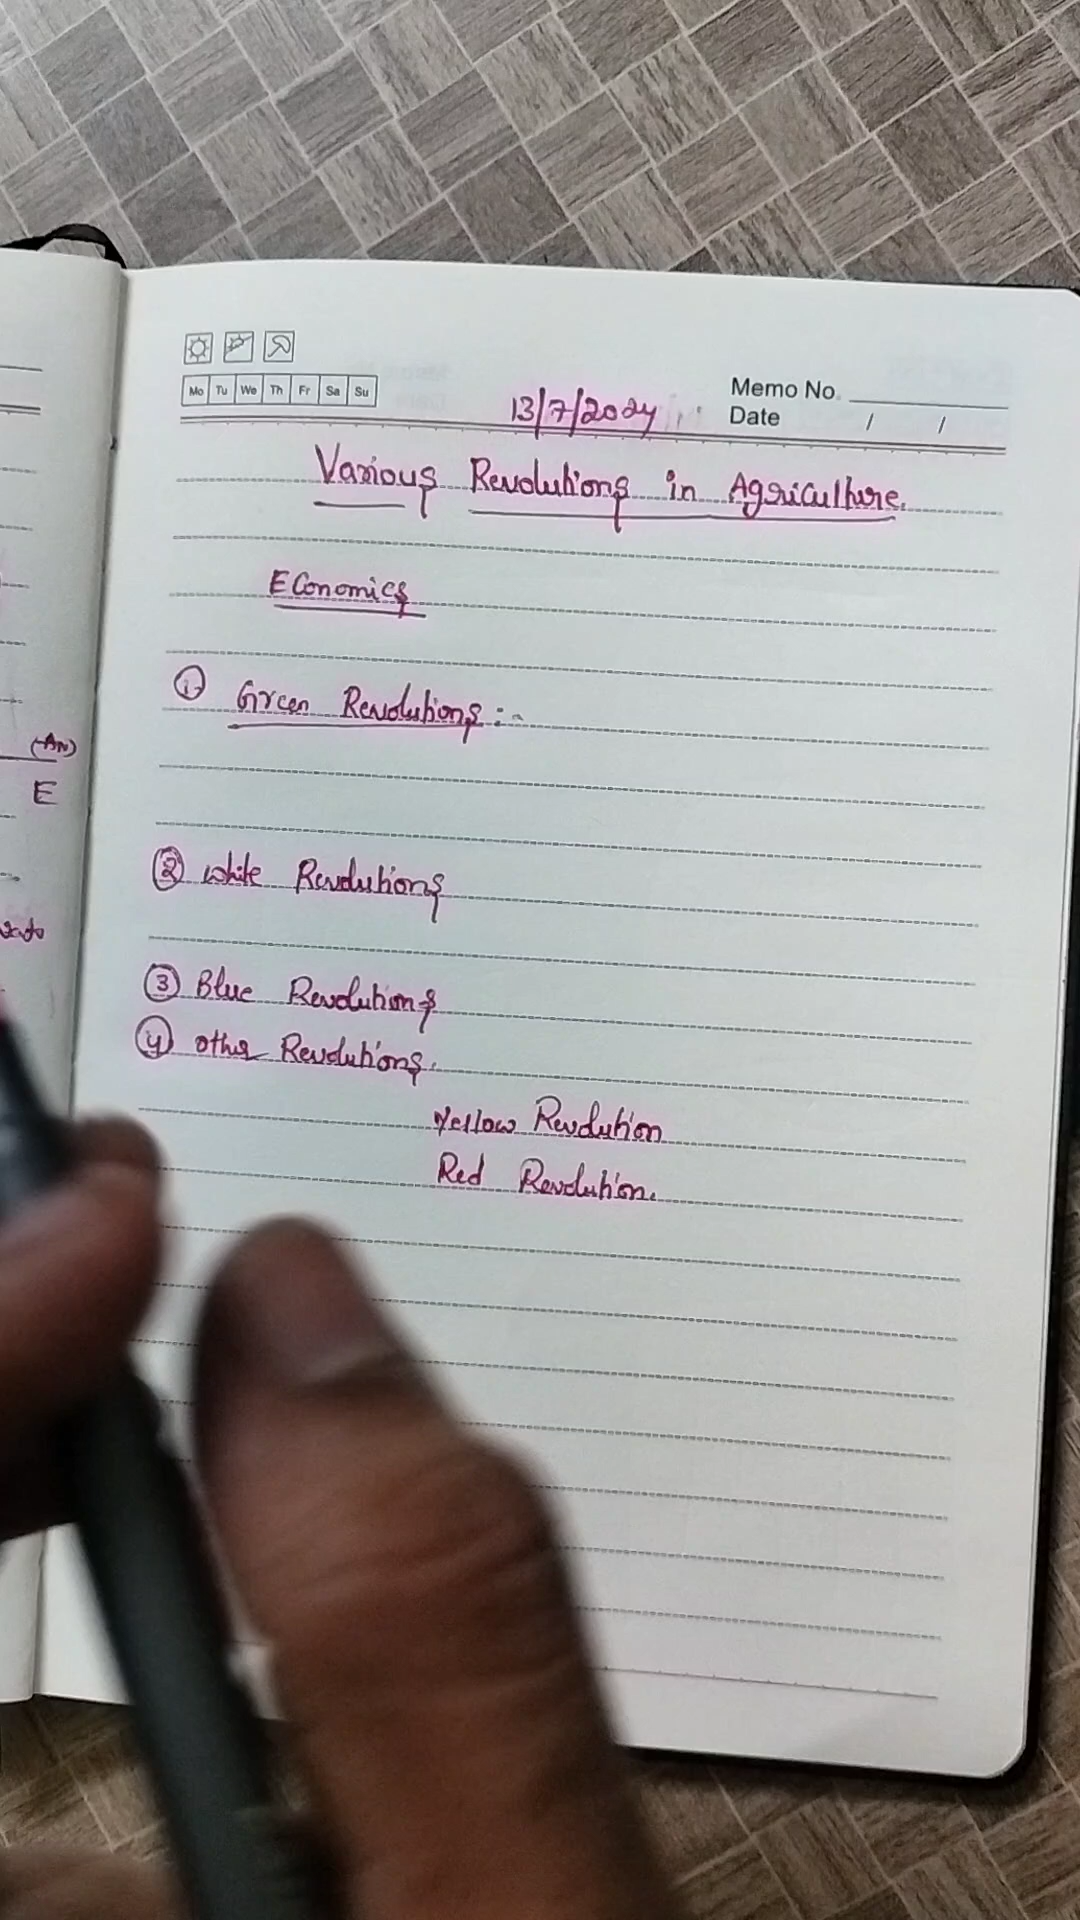 Mo Tu We Th Fr Sa Su
Memo No.
13/7/2024
Date / /
Various Revolutions in Agriculture.
Economics
① Green Revolutions :-
② white Revolutions
③ Blue Revolutions
④ other Revolutions.
Yellow Revolution
Red Revolution.
(An)
E